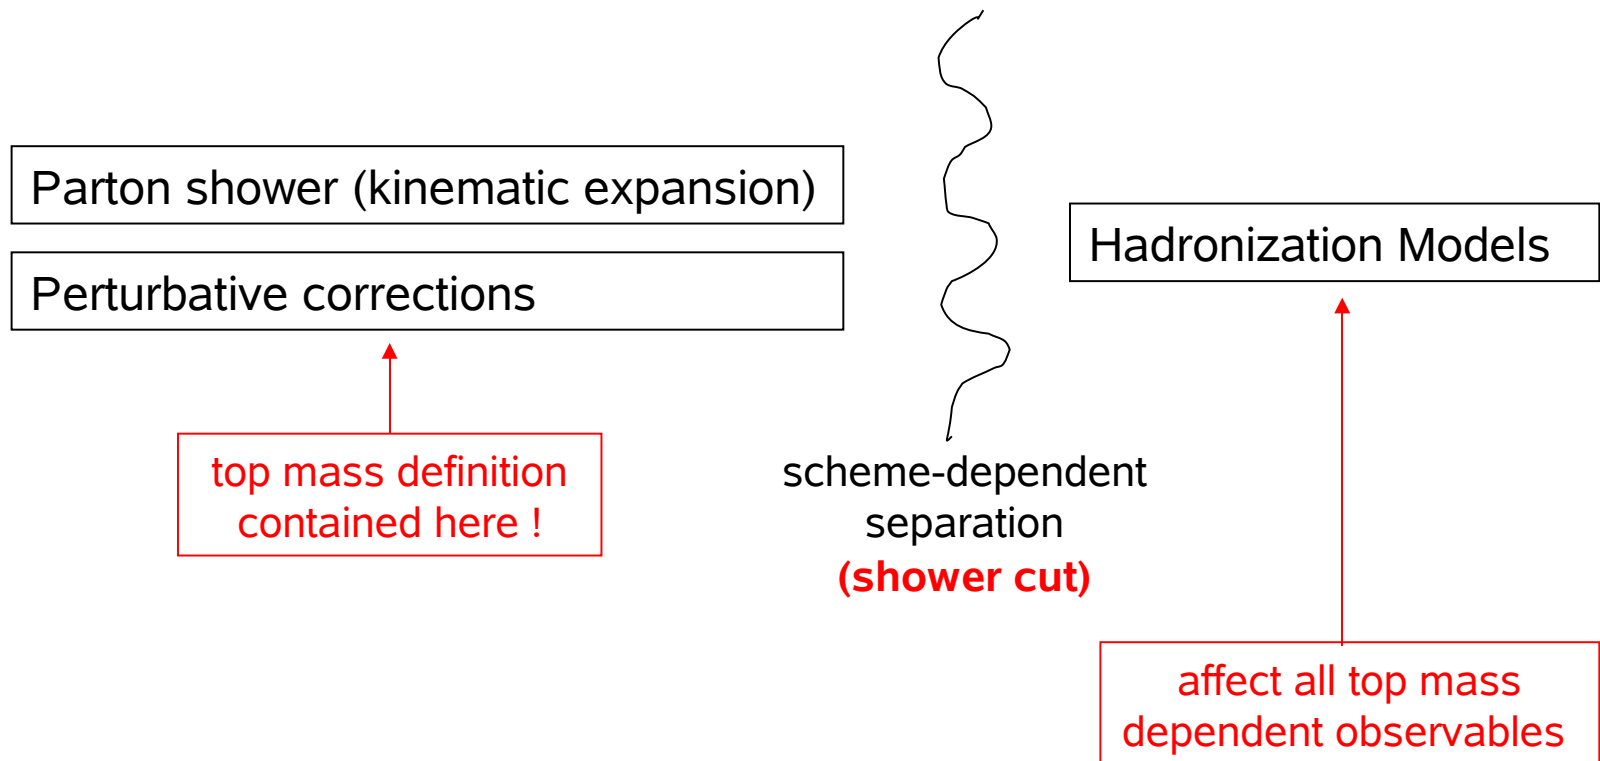 Parton shower (kinematic expansion)
Perturbative corrections
Hadronization Models
top mass definition
contained here !
scheme-dependent
separation
(shower cut)
affect all top mass
dependent observables